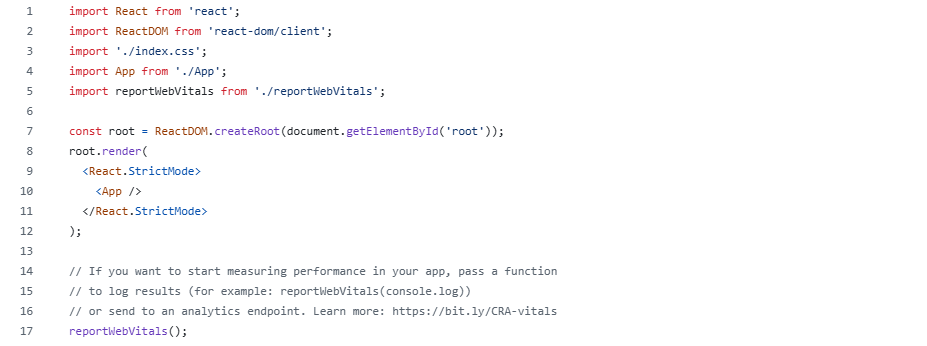 1 import React from 'react';
2 import ReactDOM from 'react-dom/client';
3 import './index.css';
4 import App from './App';
5 import reportWebVitals from './reportWebVitals';
6
7 const root = ReactDOM.createRoot(document.getElementById('root'));
8 root.render(
9   <React.StrictMode>
10     <App />
11   </React.StrictMode>
12 );
13
14 // If you want to start measuring performance in your app, pass a function
15 // to log results (for example: reportWebVitals(console.log))
16 // or send to an analytics endpoint. Learn more: https://bit.ly/CRA-vitals
17 reportWebVitals();